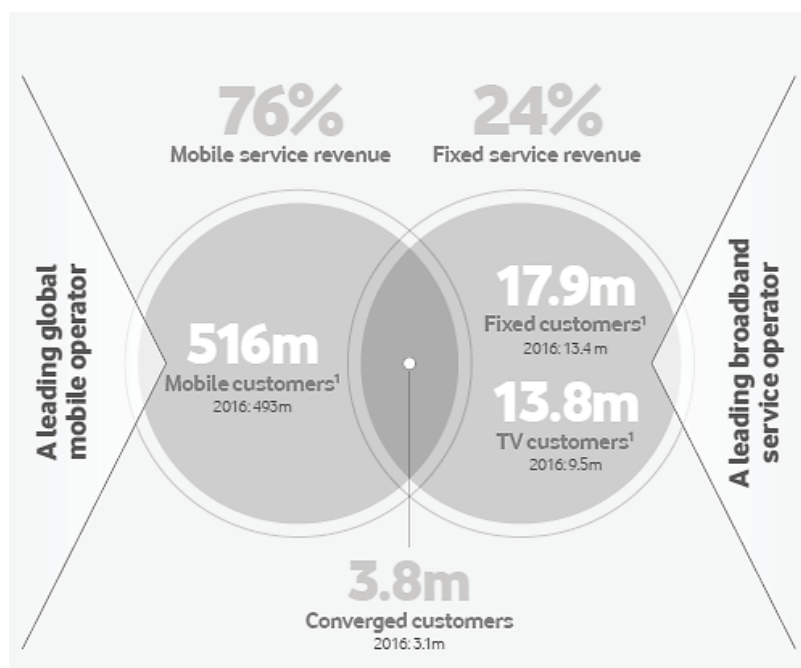 76%
Mobile service revenue
24%
Fixed service revenue
A leading global
mobile operator
516m
Mobile customers¹
2016: 493m
17.9m
Fixed customers¹
2016: 13.4 m
13.8m
TV customers¹
2016: 9.5m
A leading broadband
service operator
3.8m
Converged customers
2016: 3.1m